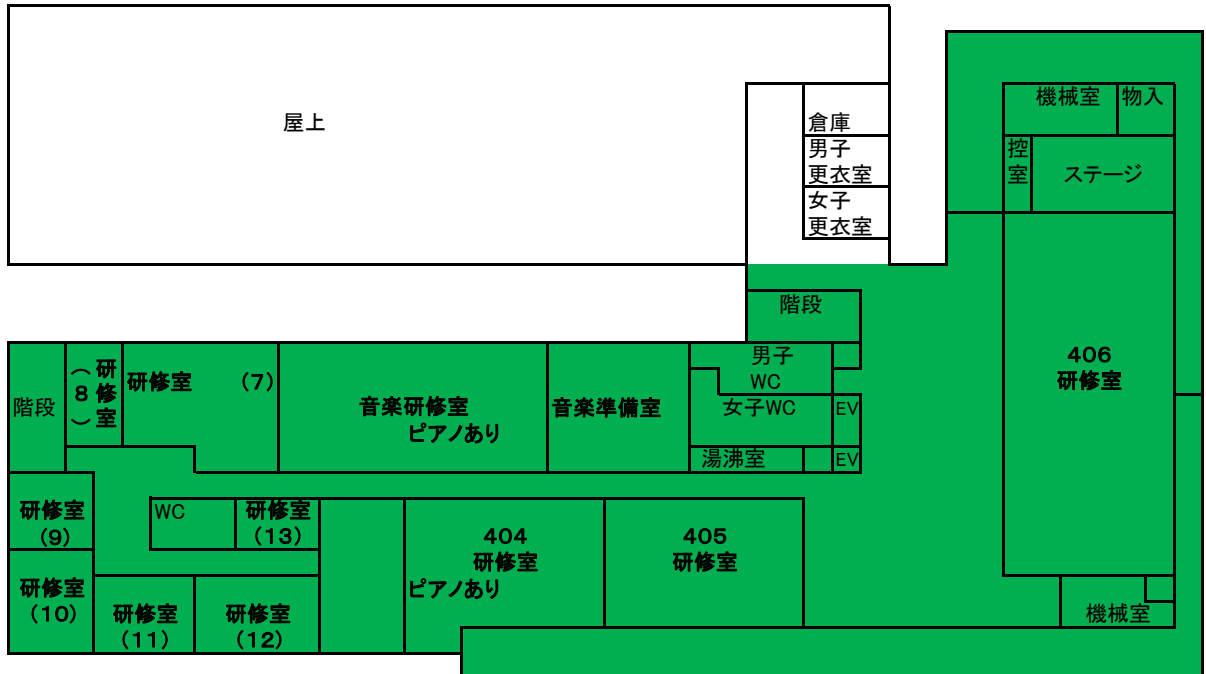 屋上
倉庫
男子
更衣室
女子
更衣室
機械室
物入
控室
ステージ
階段
406
研修室
階段
研修室（8）
研修室　（7）
音楽研修室
ピアノあり
音楽準備室
男子
WC
女子WC
EV
湯沸室
EV
研修室
（9）
WC
研修室
（13）
404
研修室
ピアノあり
405
研修室
研修室
（10）
研修室
（11）
研修室
（12）
機械室